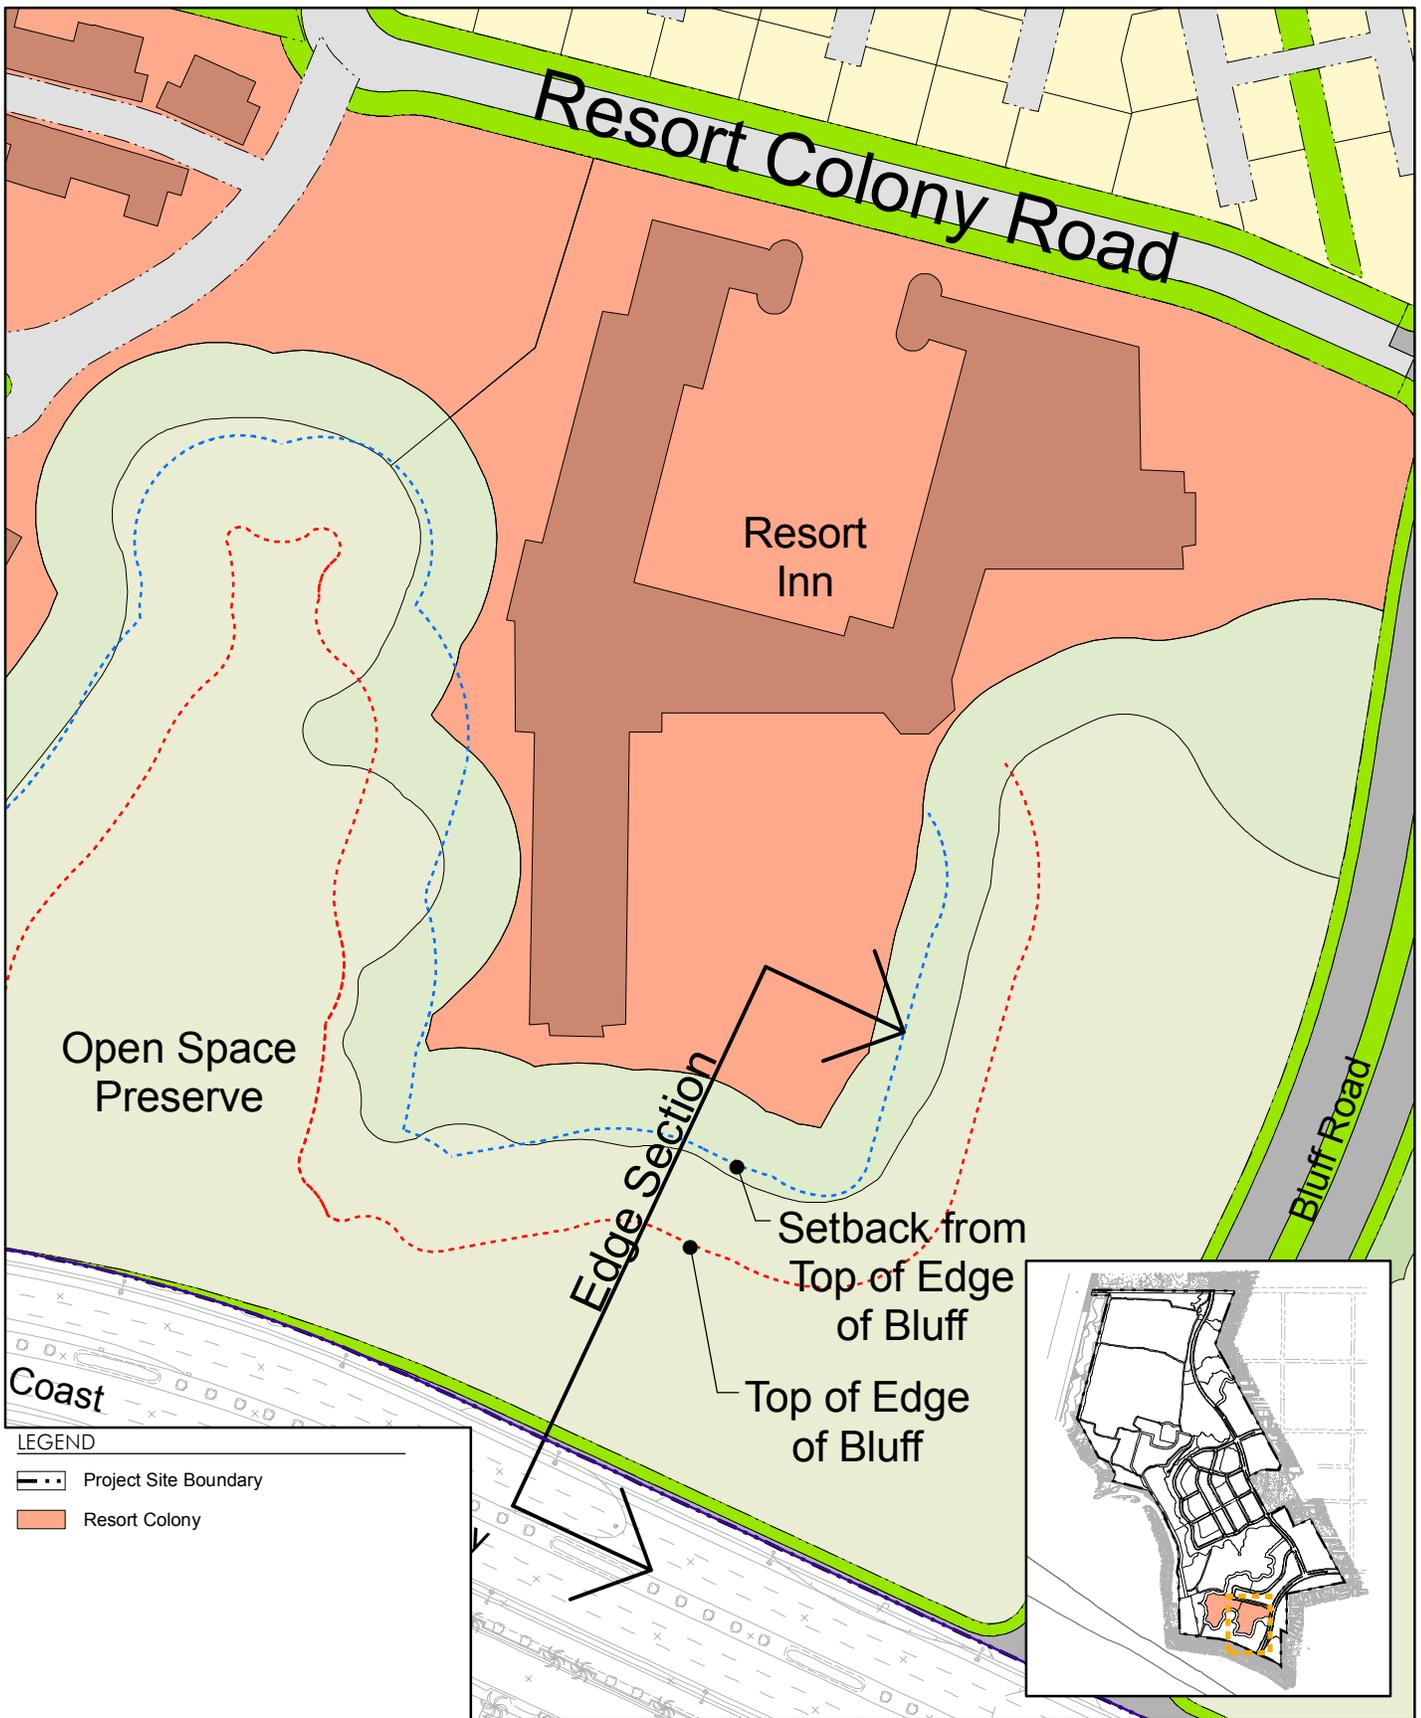 Resort Colony Road
Resort
Inn
Open Space
Preserve
Edge Section
Bluff Road
Setback from
Top of Edge
of Bluff
Top of Edge
of Bluff
Coast
y
LEGEND
Project Site Boundary
Resort Colony